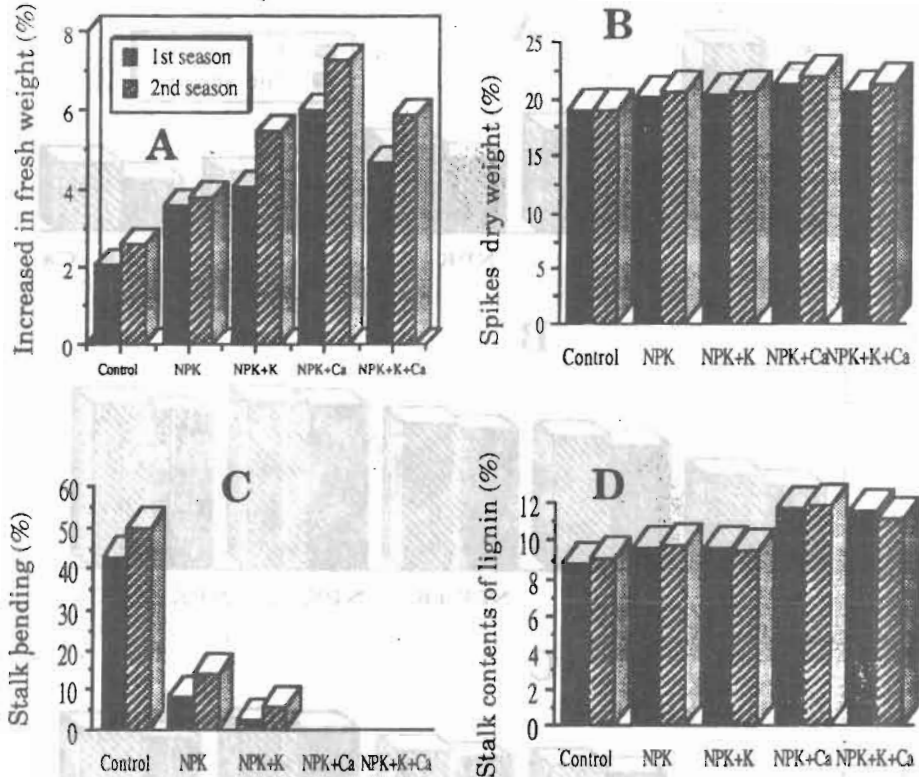 A
Increased in fresh weight (%)
8
6
4
2
0
1st season
2nd season
Control NPK NPK+K NPK+Ca NPK+K+Ca
B
Spikes dry weight (%)
25
20
15
20
5
0
Control NPK NPK+K NPK+CaNPK+K+Ca
C
Stalk bending (%)
60
50
40
30
20
10
0
Control NPK NPK+K NPK+Ca NPK+K+Ca
D
Stalk contents of lignin (%)
12
10
8
6
4
2
0
Control NPK NPK+K NPK+Ca NPK+K+Ca